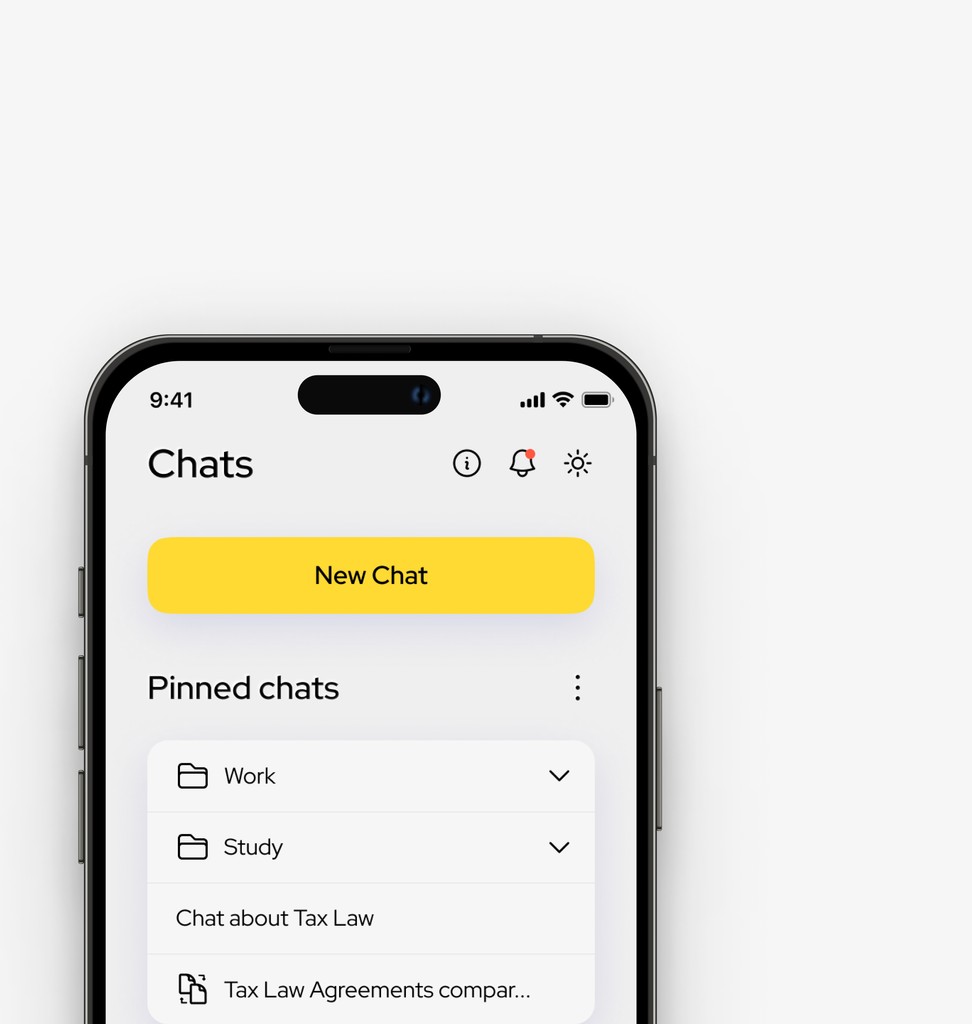 9:41
Chats
New Chat
Pinned chats
Work
Study
Chat about Tax Law
Tax Law Agreements compar...